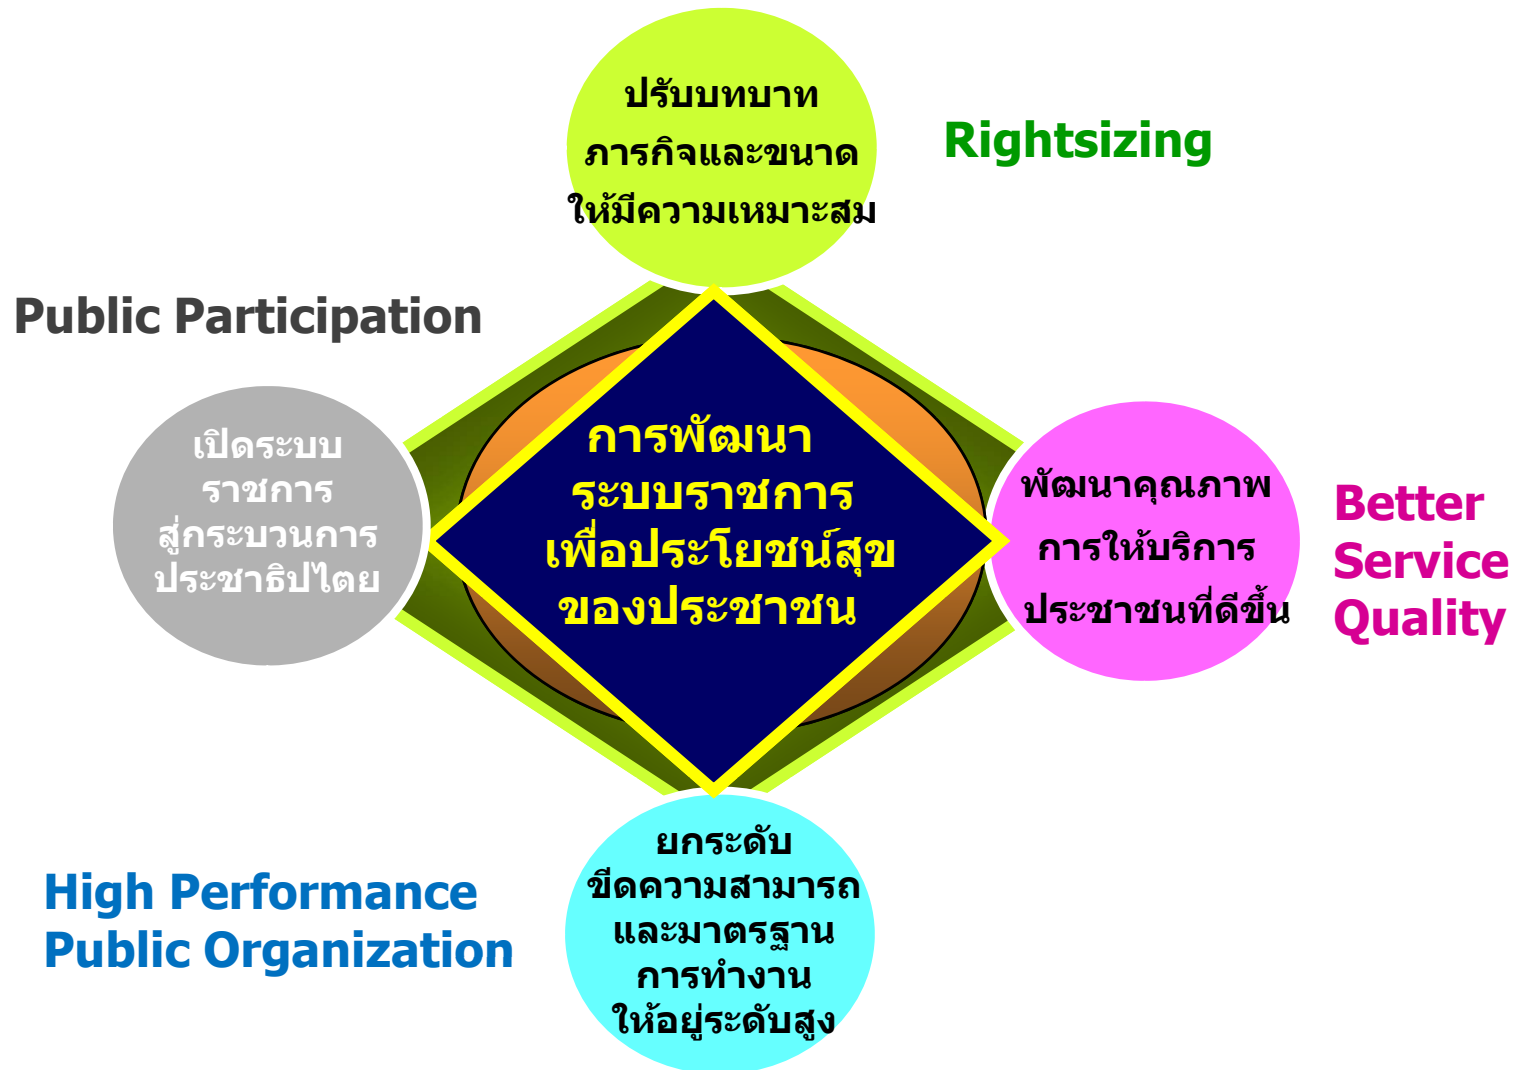 ปรับบทบาท
ภารกิจและขนาด
ให้มีความเหมาะสม
Rightsizing
Public Participation
เปิดระบบ
ราชการ
สู่กระบวนการ
ประชาธิปไตย
การพัฒนา
ระบบราชการ
เพื่อประโยชน์สุข
ของประชาชน
พัฒนาคุณภาพ
การให้บริการ
ประชาชนที่ดีขึ้น
Better
Service
Quality
High Performance
Public Organization
ยกระดับ
ขีดความสามารถ
และมาตรฐาน
การทำงาน
ให้อยู่ระดับสูง